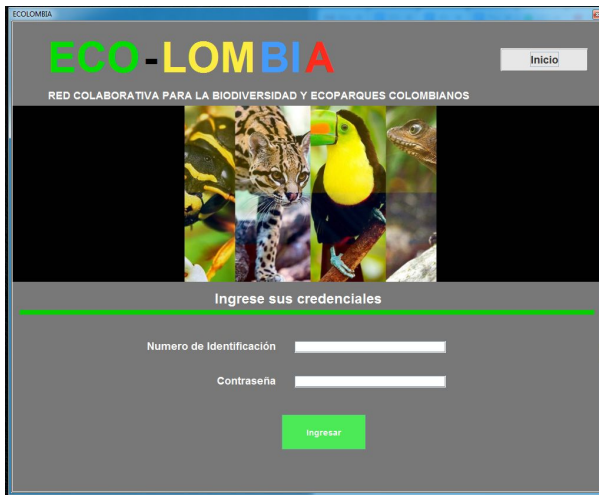 ECOLOMBIA
ECO-LOMBIA
Inicio
RED COLABORATIVA PARA LA BIODIVERSIDAD Y ECOPARQUES COLOMBIANOS
Ingrese sus credenciales
Numero de Identificación
Contraseña
Ingresar